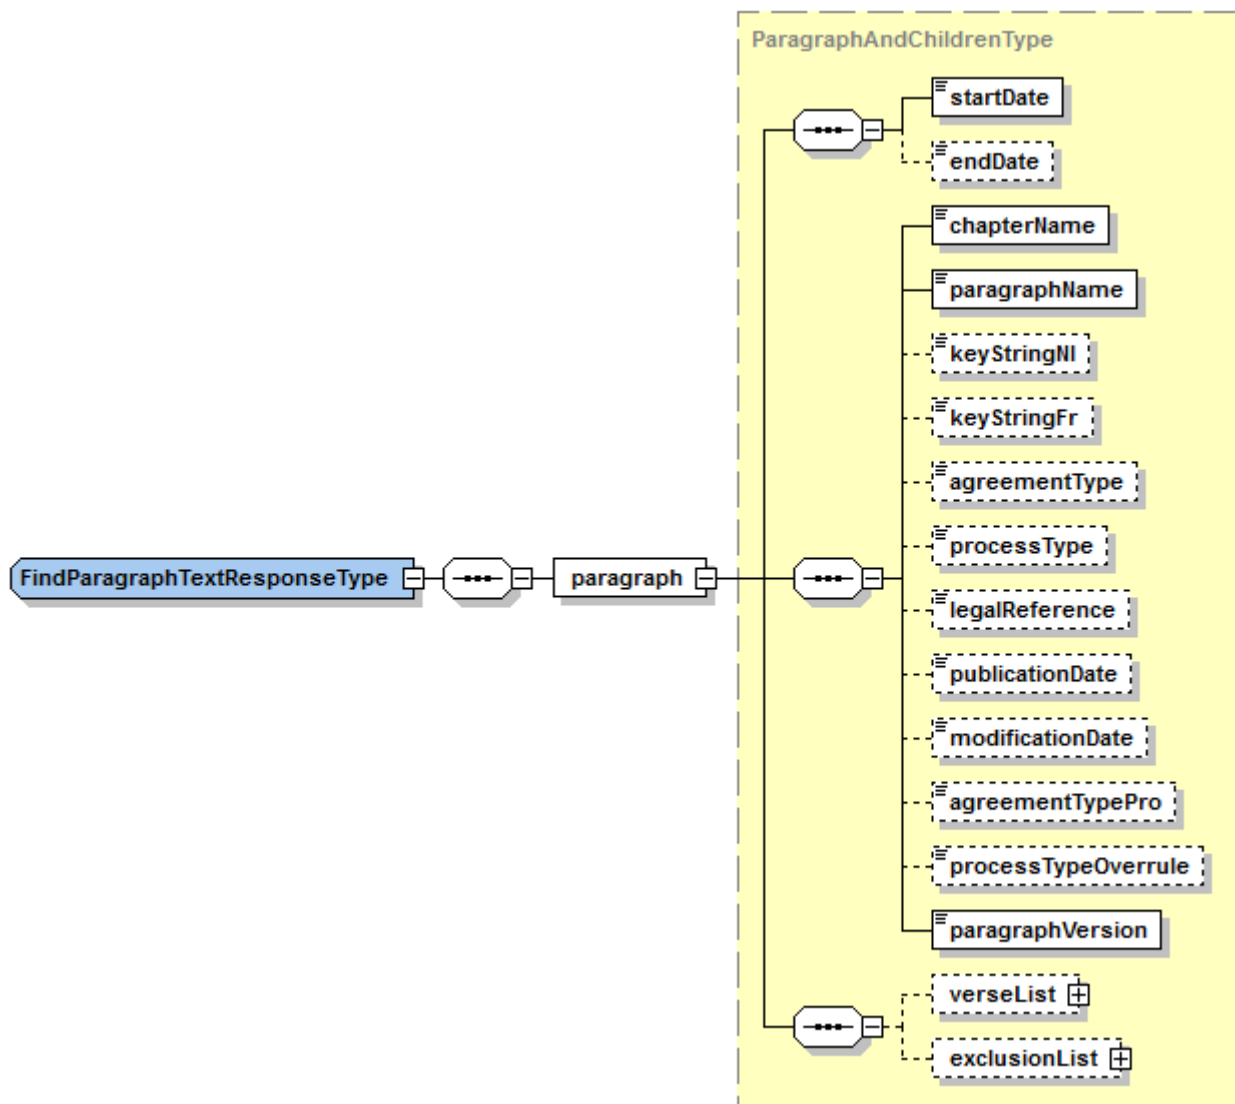 ParagraphAndChildrenType
startDate
endDate
chapterName
paragraphName
keyStringNl
keyStringFr
agreementType
processType
FindParagraphTextResponseType
paragraph
legalReference
publicationDate
modificationDate
agreementTypePro
processTypeOverrule
paragraphVersion
verseList
exclusionList